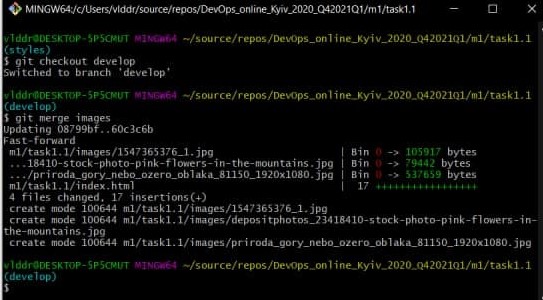 MINGW64:/c/Users/vlddr/source/repos/DevOps_online_Kyiv_2020_Q42021Q1/m1/task1.1
vlddr@DESKTOP-5P5CMUT MINGW64 ~/source/repos/DevOps_online_Kyiv_2020_Q42021Q1/m1/task1.1
(styles)
$ git checkout develop
Switched to branch 'develop'
vlddr@DESKTOP-5P5CMUT MINGW64 ~/source/repos/DevOps_online_Kyiv_2020_Q42021Q1/m1/task1.1
(develop)
$ git merge images
Updating 08799bf..60c3c6b
Fast-forward
m1/task1.1/images/1547365376_1.jpg | Bin 0 -> 105917 bytes
...18410-stock-photo-pink-flowers-in-the-mountains.jpg | Bin 0 -> 79442 bytes
.../priroda_gory_nebo_ozero_oblaka_81150_1920x1080.jpg | Bin 0 -> 537659 bytes
m1/task1.1/index.html | 17 +++++++++++++++++
4 files changed, 17 insertions(+)
create mode 100644 m1/task1.1/images/1547365376_1.jpg
create mode 100644 m1/task1.1/images/depositphotos_23418410-stock-photo-pink-flowers-in-
the-mountains.jpg
create mode 100644 m1/task1.1/images/priroda_gory_nebo_ozero_oblaka_81150_1920x1080.jpg
vlddr@DESKTOP-5P5CMUT MINGW64 ~/source/repos/DevOps_online_Kyiv_2020_Q42021Q1/m1/task1.1
(develop)
$